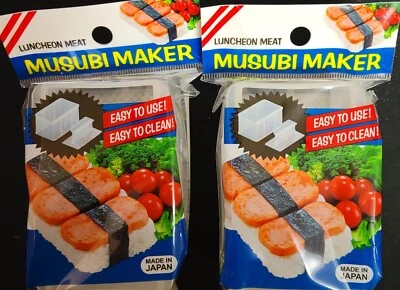 LUNCHEON MEAT
MUSUBI MAKER
EASY TO USE!
EASY TO CLEAN!
MADE IN
JAPAN
LUNCHEON MEAT
MUSUBI MAKER
EASY TO USE!
EASY TO CLEAN!
MADE IN
JAPAN